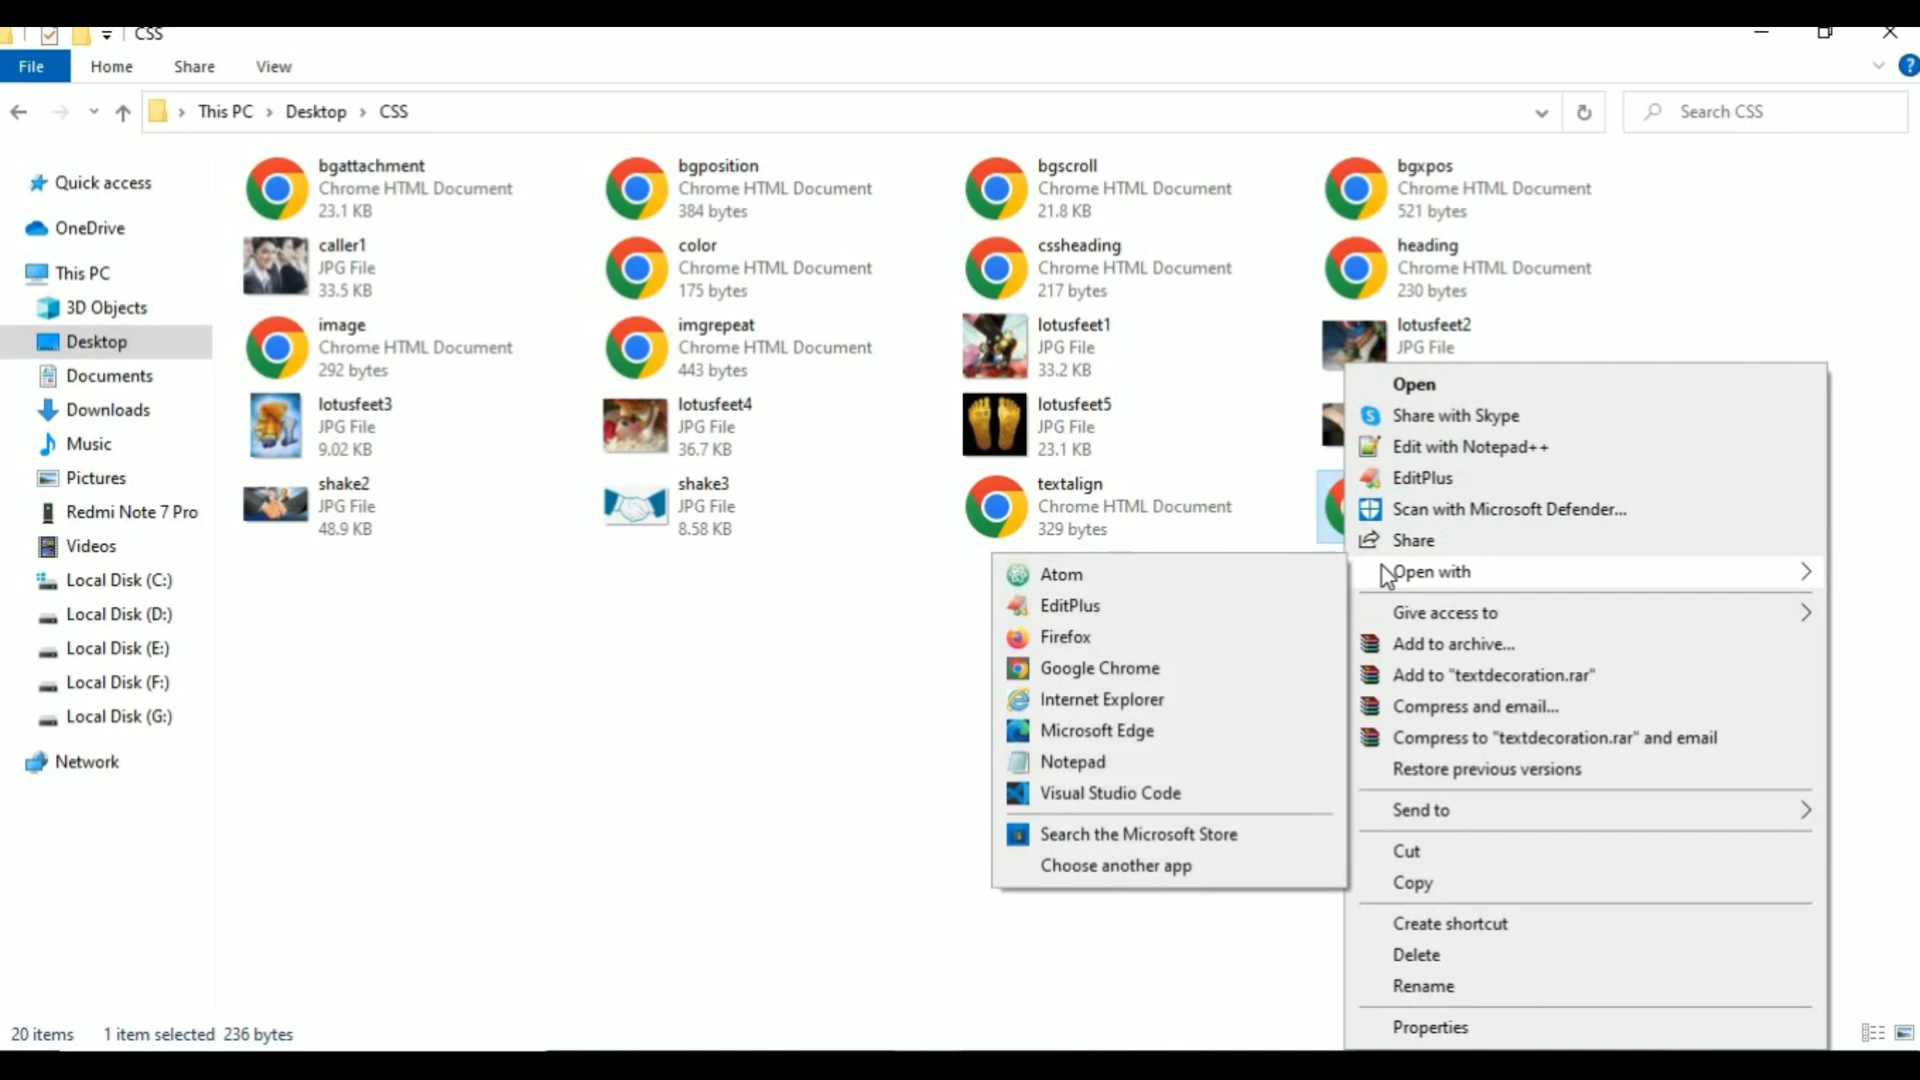 CSS
File Home Share View
This PC Desktop CSS
Search CSS
Quick access
OneDrive
This PC
3D Objects
Desktop
Documents
Downloads
Music
Pictures
Redmi Note 7 Pro
Videos
Local Disk (C:)
Local Disk (D:)
Local Disk (E:)
Local Disk (F:)
Local Disk (G:)
Network
bgattachment
Chrome HTML Document
23.1 KB
bgposition
Chrome HTML Document
384 bytes
bgscroll
Chrome HTML Document
21.8 KB
bgxpos
Chrome HTML Document
521 bytes
caller1
JPG File
33.5 KB
color
Chrome HTML Document
175 bytes
cssheading
Chrome HTML Document
217 bytes
heading
Chrome HTML Document
230 bytes
image
Chrome HTML Document
292 bytes
imgrepeat
Chrome HTML Document
443 bytes
lotusfeet1
JPG File
33.2 KB
lotusfeet2
JPG File
lotusfeet3
JPG File
9.02 KB
lotusfeet4
JPG File
36.7 KB
lotusfeet5
JPG File
23.1 KB
shake2
JPG File
48.9 KB
shake3
JPG File
8.58 KB
textalign
Chrome HTML Document
329 bytes
Open
Share with Skype
Edit with Notepad++
EditPlus
Scan with Microsoft Defender...
Share
Open with
Give access to
Add to archive...
Add to "textdecoration.rar"
Compress and email...
Compress to "textdecoration.rar" and email
Restore previous versions
Send to
Cut
Copy
Create shortcut
Delete
Rename
Properties
Atom
EditPlus
Firefox
Google Chrome
Internet Explorer
Microsoft Edge
Notepad
Visual Studio Code
Search the Microsoft Store
Choose another app
20 items 1 item selected 236 bytes